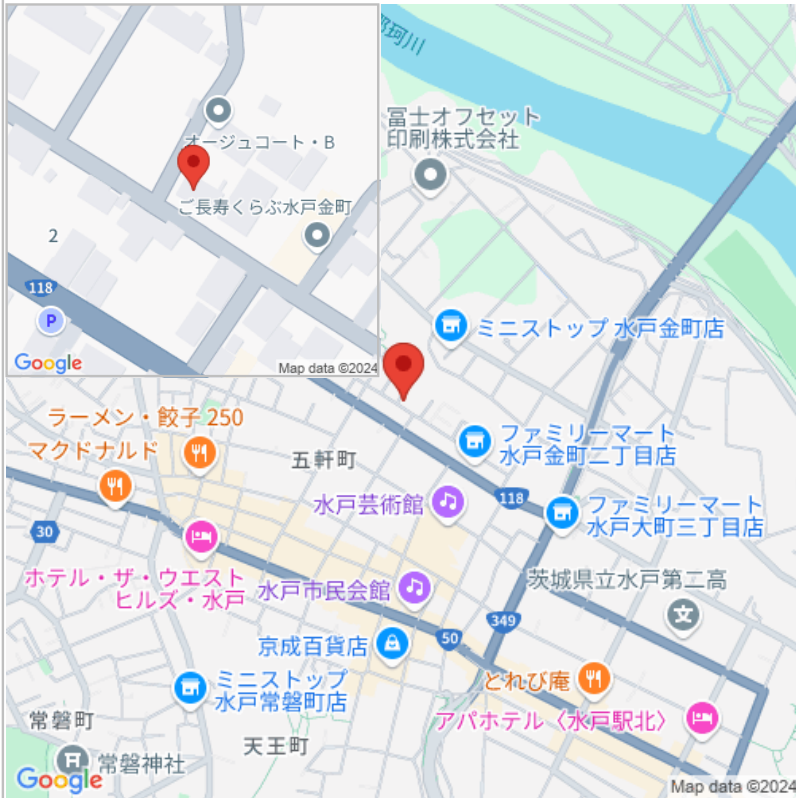 オージュコート・B
ご長寿くらぶ水戸金町
2
118
P
Google
Map data ©2024
那珂川
冨士オフセット
印刷株式会社
ミニストップ 水戸金町店
ラーメン・餃子 250
マクドナルド
五軒町
ファミリーマート
水戸金町二丁目店
水戸芸術館
118
ファミリーマート
水戸大町三丁目店
30
ホテル・ザ・ウエスト
ヒルズ・水戸
水戸市民会館
茨城県立水戸第二高
349
50
京成百貨店
とれび庵
ミニストップ
水戸常磐町店
アパホテル〈水戸駅北〉
常磐町
天王町
常磐神社
Google
Map data ©2024